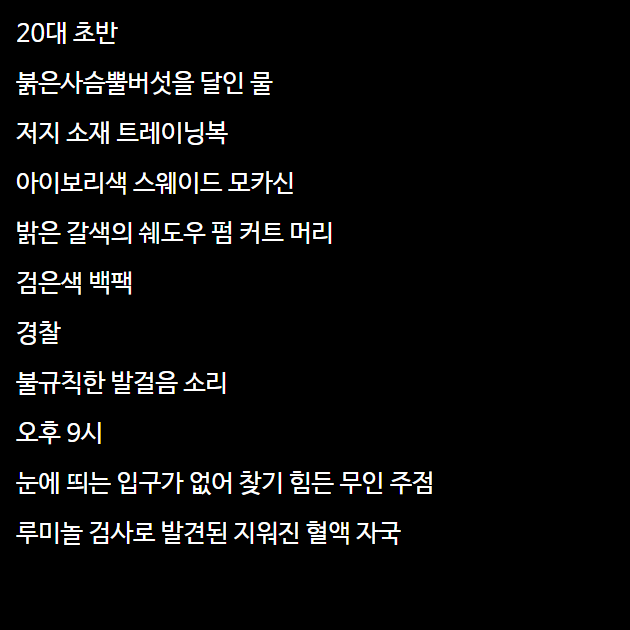 20대 초반
붉은사슴뿔버섯을 달인 물
저지 소재 트레이닝복
아이보리색 스웨이드 모카신
밝은 갈색의 쉐도우 펌 커트 머리
검은색 백팩
경찰
불규칙한 발걸음 소리
오후 9시
눈에 띄는 입구가 없어 찾기 힘든 무인 주점
루미놀 검사로 발견된 지워진 혈액 자국